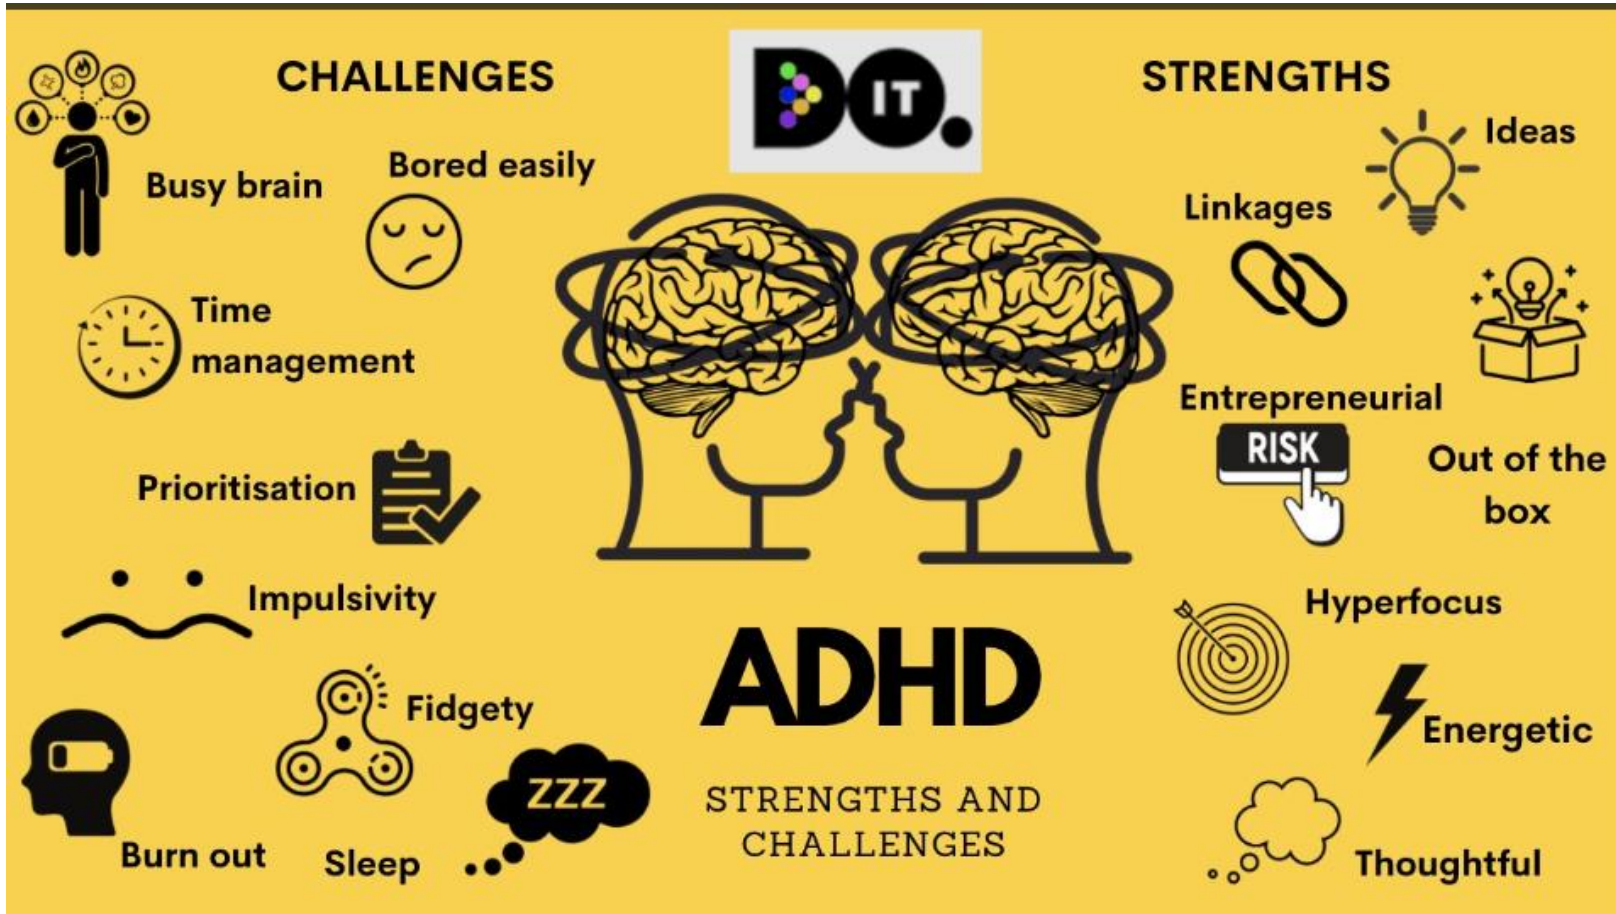 CHALLENGES
Busy brain
Bored easily
Time
management
Prioritisation
Impulsivity
Fidgety
Burn out
Sleep
ZZZ
DO IT.
ADHD
STRENGTHS AND
CHALLENGES
STRENGTHS
Ideas
Linkages
Entrepreneurial
RISK
Out of the
box
Hyperfocus
Energetic
Thoughtful